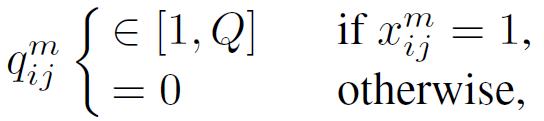 q_{ij}^{m} { ∈ [1, Q] if x_{ij}^{m} = 1,
= 0 otherwise,